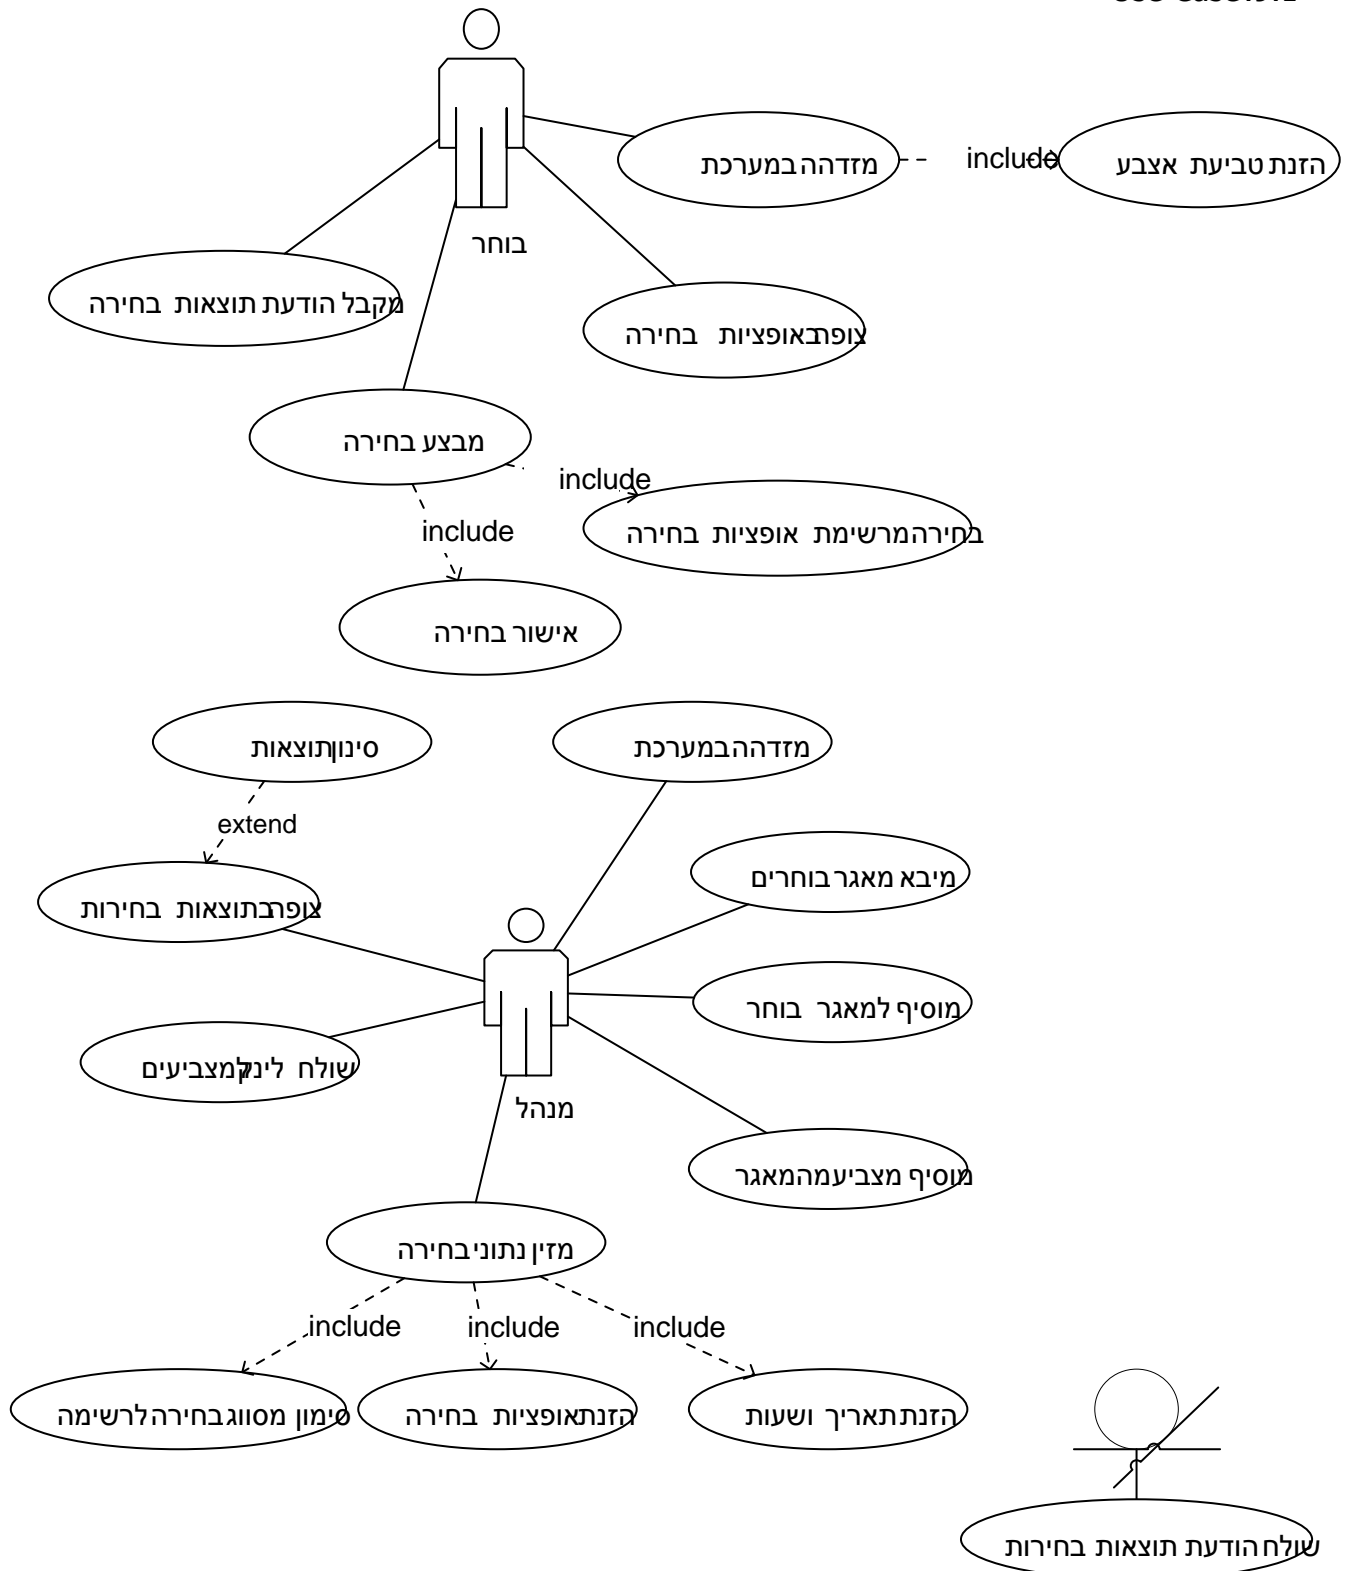 מזדהה במערכת
include
הזנת טביעת אצבע
בוחר
מקבל הודעת תוצאות בחירה
צופה באופציות בחירה
מבצע בחירה
include
בחירה מרשימת אופציות בחירה
include
אישור בחירה
סינון תוצאות
מזדהה במערכת
extend
מיבא מאגר בוחרים
צופה בתוצאות בחירות
מוסיף למאגר בוחר
שולח לינק למצביעים
מנהל
מוסיף מצביע מהמאגר
מזין נתוני בחירה
include
include
include
סימון מסווג בחירה לרשימה
הזנת אופציות בחירה
הזנת תאריך ושעות
שולח הודעת תוצאות בחירות